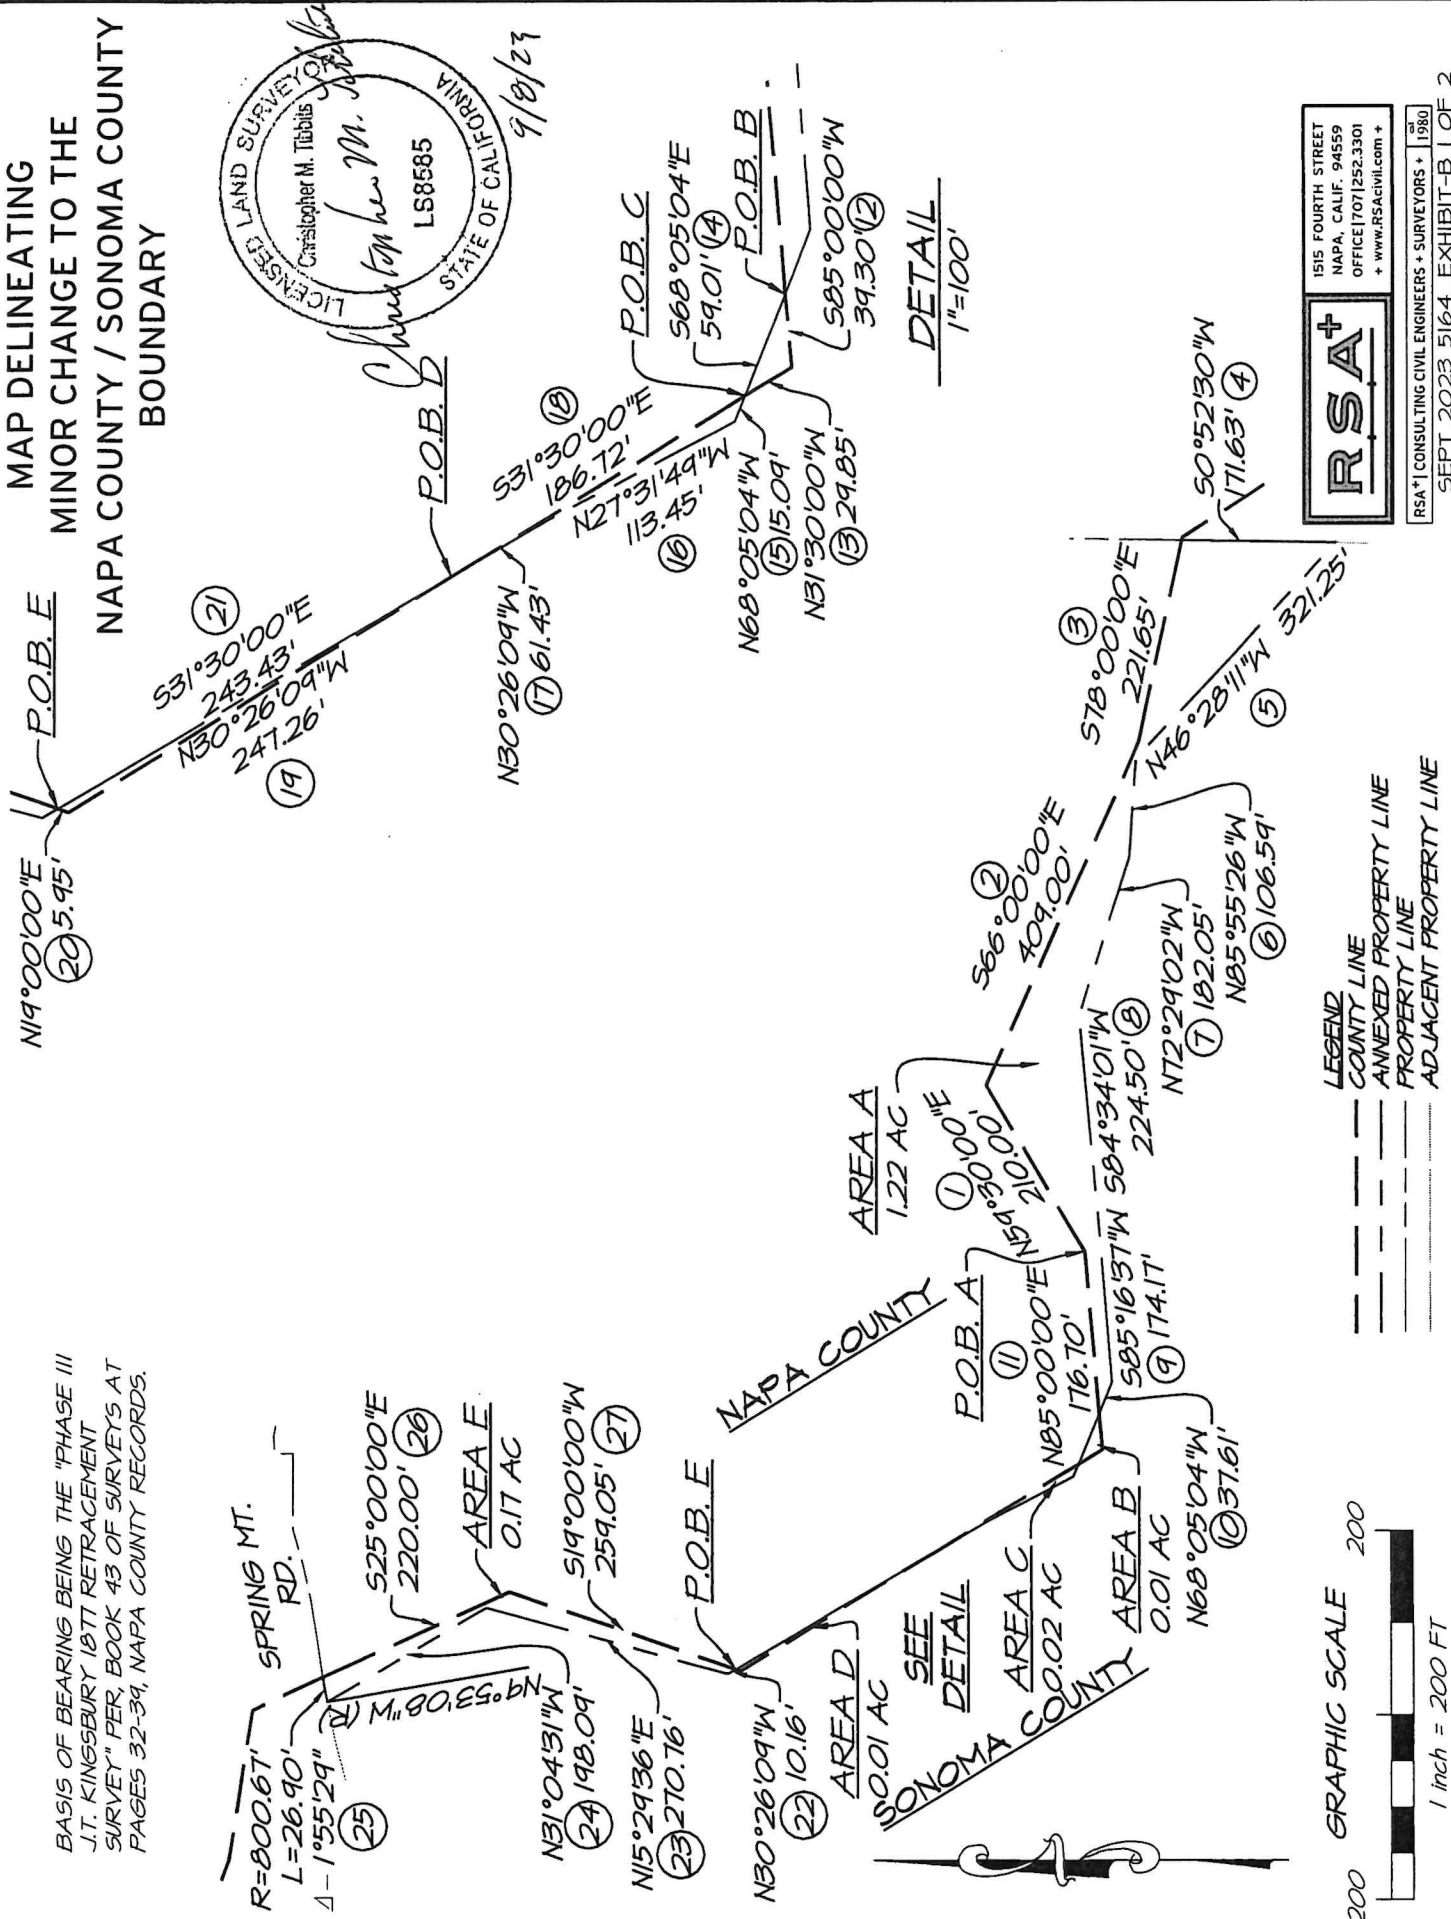 MAP DELINEATING
MINOR CHANGE TO THE
NAPA COUNTY / SONOMA COUNTY
BOUNDARY
LICENSED LAND SURVEYOR
Christopher M. Tibbits
Christopher M.
LS8585
STATE OF CALIFORNIA
9/8/23
BASIS OF BEARING BEING THE "PHASE III
J.T. KINGSBURY 1877 RETRACEMENT
SURVEY" PER, BOOK 43 OF SURVEYS AT
PAGES 32-39, NAPA COUNTY RECORDS.
P.O.B. E
N19°00'00"E
20 5.95'
S31°30'00"E
243.43'
21
N30°26'09"W
247.26'
19
P.O.B. D
N30°26'09"W
17 61.43'
S31°30'00"E
186.72'
18
N27°31'49"W
113.45'
16
P.O.B. C
S68°05'04"E
59.01' 14
P.O.B. B
N68°05'04"W
15 15.09'
N31°30'00"W
13 29.85'
S85°00'00"W
39.30' 12
DETAIL
1"=100'
SPRING MT.
RD.
R=800.67'
L=26.90'
Δ=1°55'29"
25
N9°53'08"W (R)
S25°00'00"E
220.00' 26
AREA E
0.17 AC
N31°04'31"W
24 198.09'
S19°00'00"W
259.05' 27
N15°29'36"E
23 270.76'
P.O.B. E
N30°26'09"W
22 10.16'
AREA D
0.01 AC
SEE
DETAIL
AREA C
0.02 AC
AREA B
0.01 AC
N68°05'04"W
10 37.61'
NAPA COUNTY
SONOMA COUNTY
P.O.B. A
11
N85°00'00"E
176.70'
S85°16'37"W
9 174.17'
AREA A
1.22 AC
1
N59°30'00"E
210.00'
S84°34'01"W
224.50' 8
2
S66°00'00"E
409.00'
N72°29'02"W
7 182.05'
N85°55'26"W
6 106.59'
3
S78°00'00"E
221.65'
N46°28'11"W 321.25'
5
S0°52'30"W
171.63' 4
LEGEND
COUNTY LINE
ANNEXED PROPERTY LINE
PROPERTY LINE
ADJACENT PROPERTY LINE
GRAPHIC SCALE
200 200
1 inch = 200 FT
RSA+
1515 FOURTH STREET
NAPA, CALIF. 94559
OFFICE|707|252.3301
+ www.RSAcivil.com +
RSA+ | CONSULTING CIVIL ENGINEERS + SURVEYORS + est. 1980
SEPT 2023 5164 EXHIBIT-B 1 OF 2